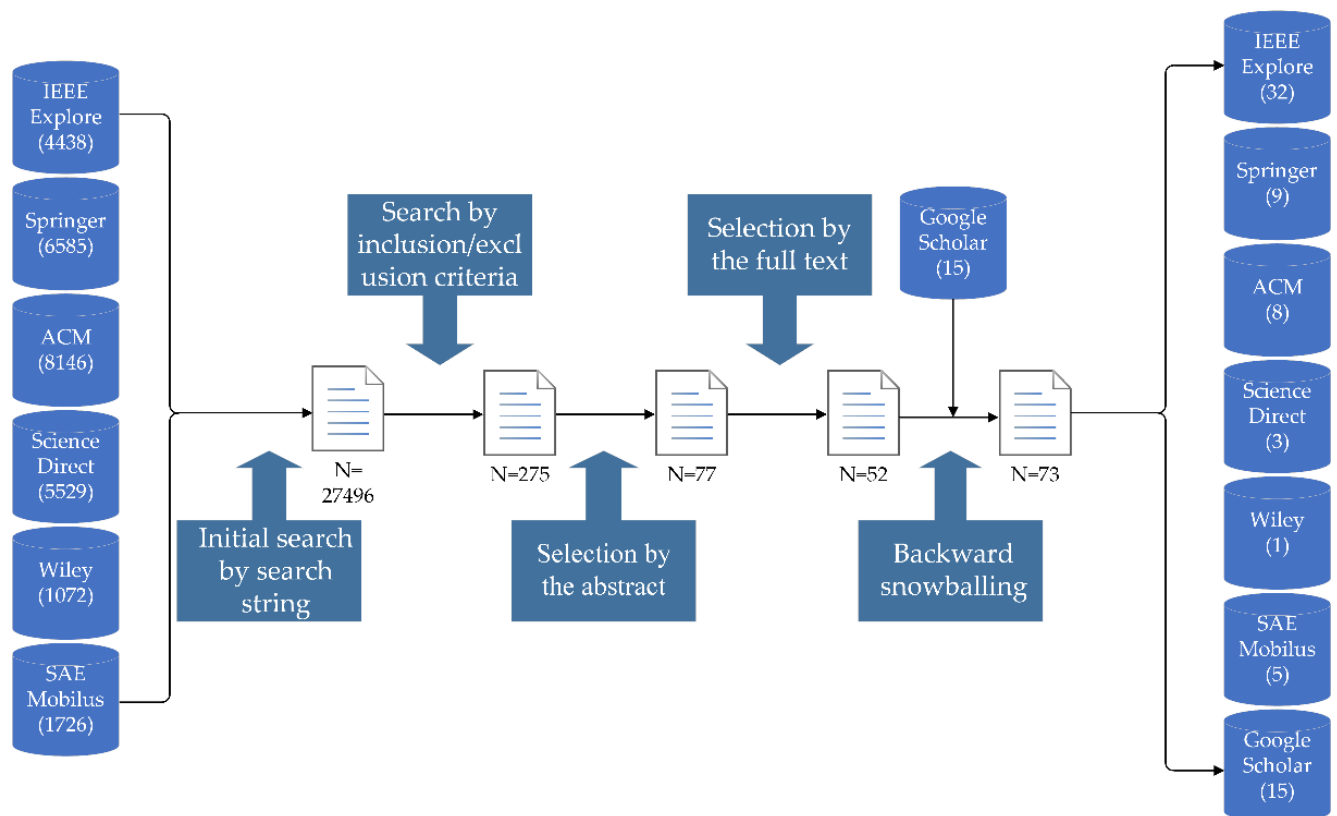 IEEE
Explore
(4438)
Springer
(6585)
ACM
(8146)
Science
Direct
(5529)
Wiley
(1072)
SAE
Mobilus
(1726)
Initial search
by search
string
N=
27496
Search by
inclusion/excl
usion criteria
N=275
Selection by
the abstract
N=77
Selection by
the full text
N=52
Google
Scholar
(15)
Backward
snowballing
N=73
IEEE
Explore
(32)
Springer
(9)
ACM
(8)
Science
Direct
(3)
Wiley
(1)
SAE
Mobilus
(5)
Google
Scholar
(15)